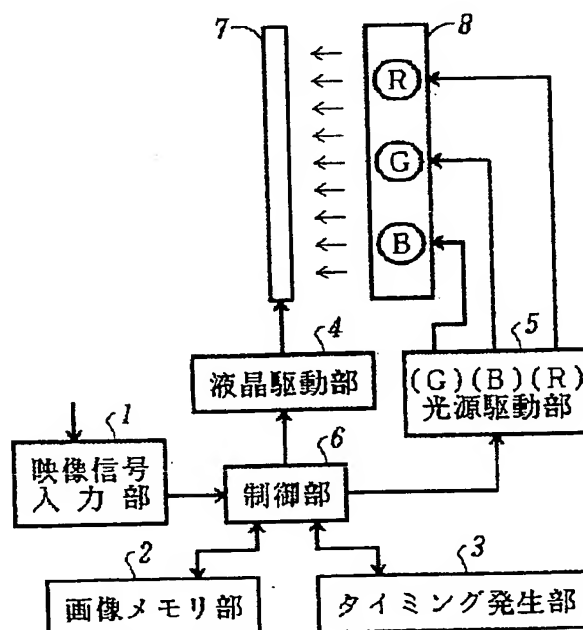 7
8
R
G
B
4
5
液晶駆動部
(G)(B)(R)
光源駆動部
1
6
映像信号
入力部
制御部
2
3
画像メモリ部
タイミング発生部